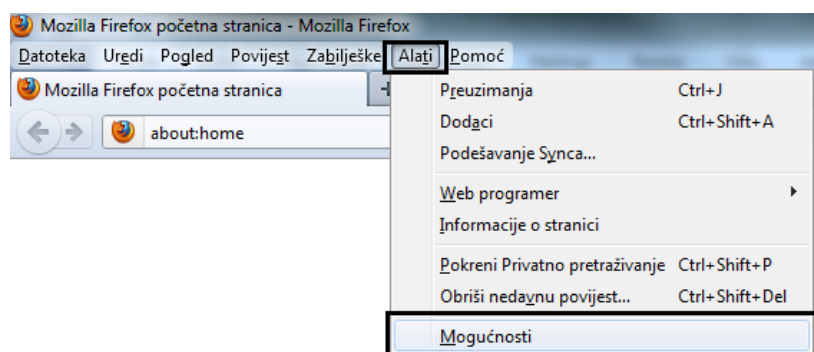 Mozilla Firefox početna stranica - Mozilla Firefox
Datoteka Uredi Pogled Povijest Zabilješke Alati Pomoć
Mozilla Firefox početna stranica +
about:home
Preuzimanja Ctrl+J
Dodaci Ctrl+Shift+A
Podešavanje Synca...
Web programer
Informacije o stranici
Pokreni Privatno pretraživanje Ctrl+Shift+P
Obriši nedavnu povijest... Ctrl+Shift+Del
Mogućnosti